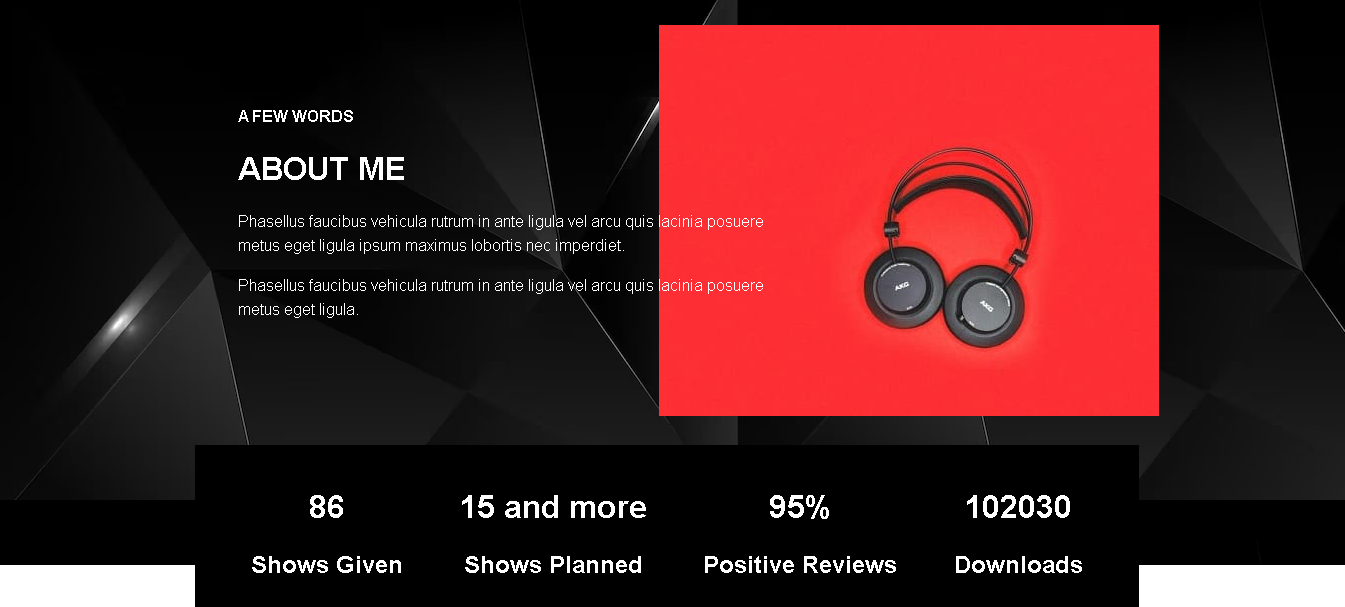 A FEW WORDS
ABOUT ME
Phasellus faucibus vehicula rutrum in ante ligula vel arcu quis lacinia posuere
metus eget ligula ipsum maximus lobortis nec imperdiet.
Phasellus faucibus vehicula rutrum in ante ligula vel arcu quis lacinia posuere
metus eget ligula.
AKG
AKG
86
15 and more
95%
102030
Shows Given
Shows Planned
Positive Reviews
Downloads